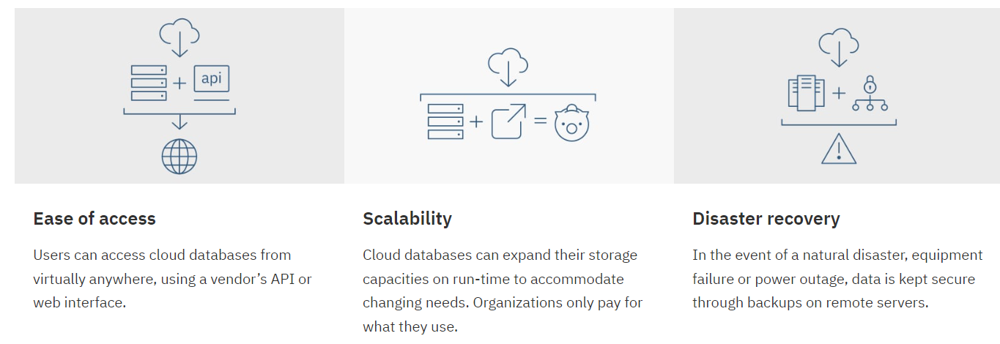 api
Ease of access
Users can access cloud databases from
virtually anywhere, using a vendor’s API or
web interface.
Scalability
Cloud databases can expand their storage
capacities on run-time to accommodate
changing needs. Organizations only pay for
what they use.
Disaster recovery
In the event of a natural disaster, equipment
failure or power outage, data is kept secure
through backups on remote servers.